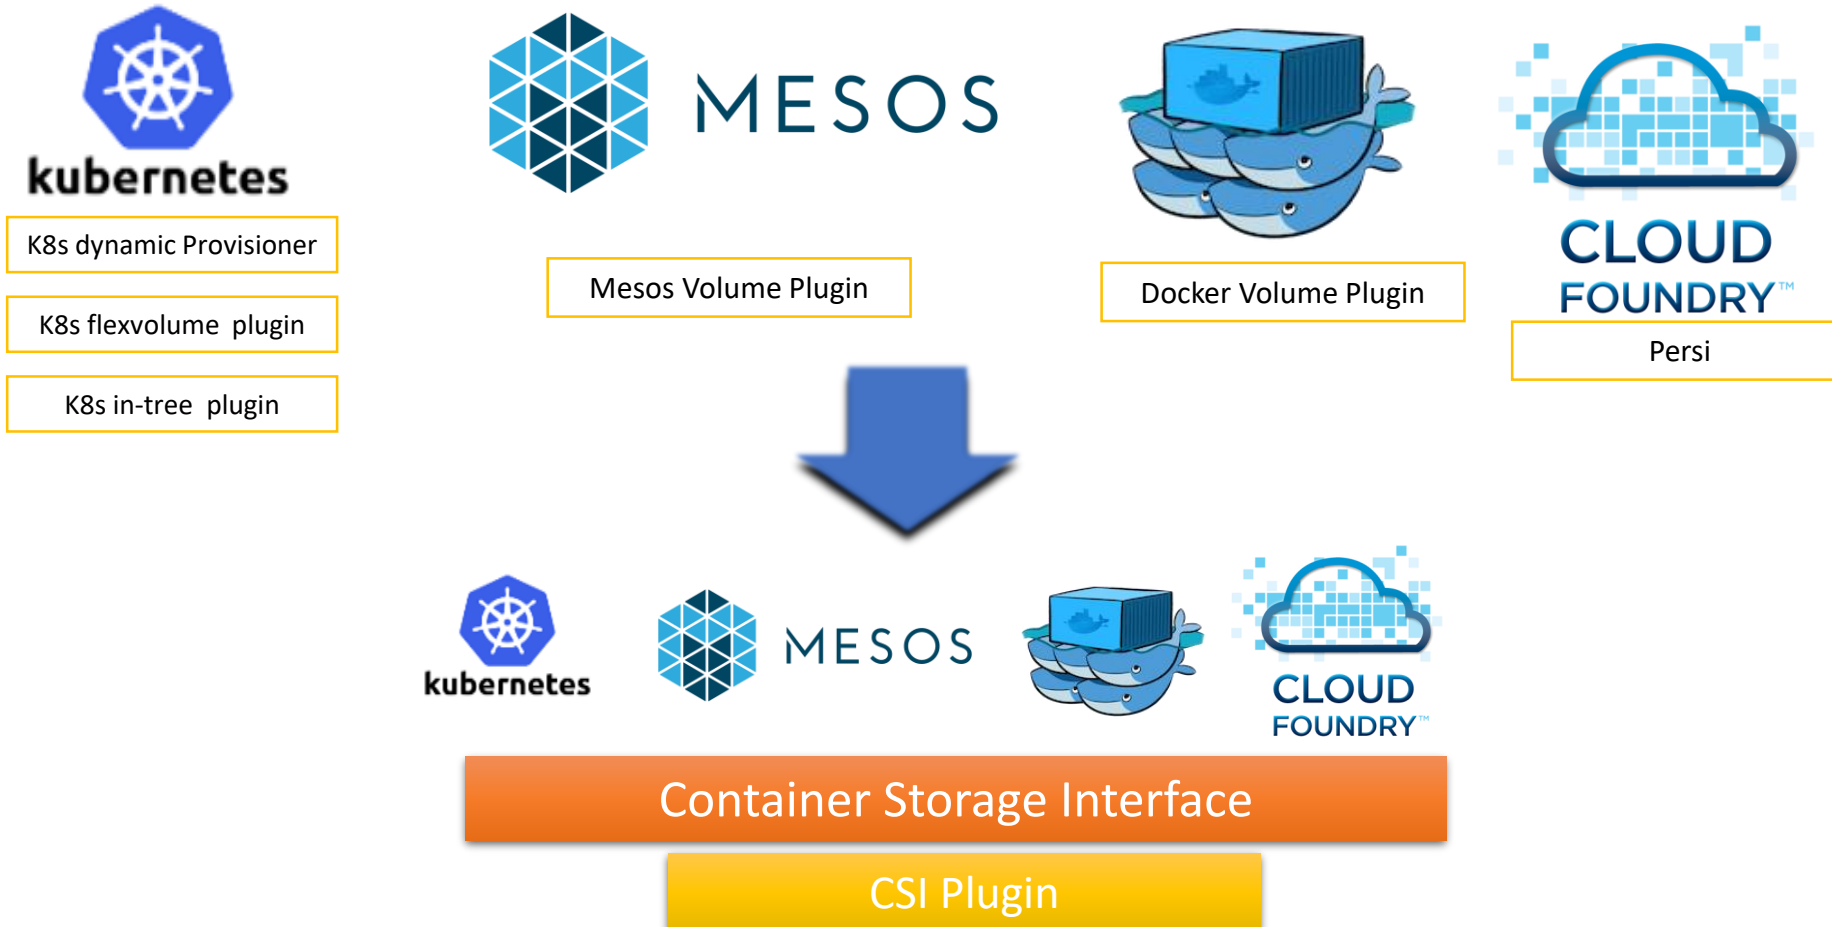 kubernetes
K8s dynamic Provisioner
K8s flexvolume plugin
K8s in-tree plugin
MESOS
Mesos Volume Plugin
Docker Volume Plugin
CLOUD
FOUNDRY™
Persi
kubernetes
MESOS
CLOUD
FOUNDRY™
Container Storage Interface
CSI Plugin